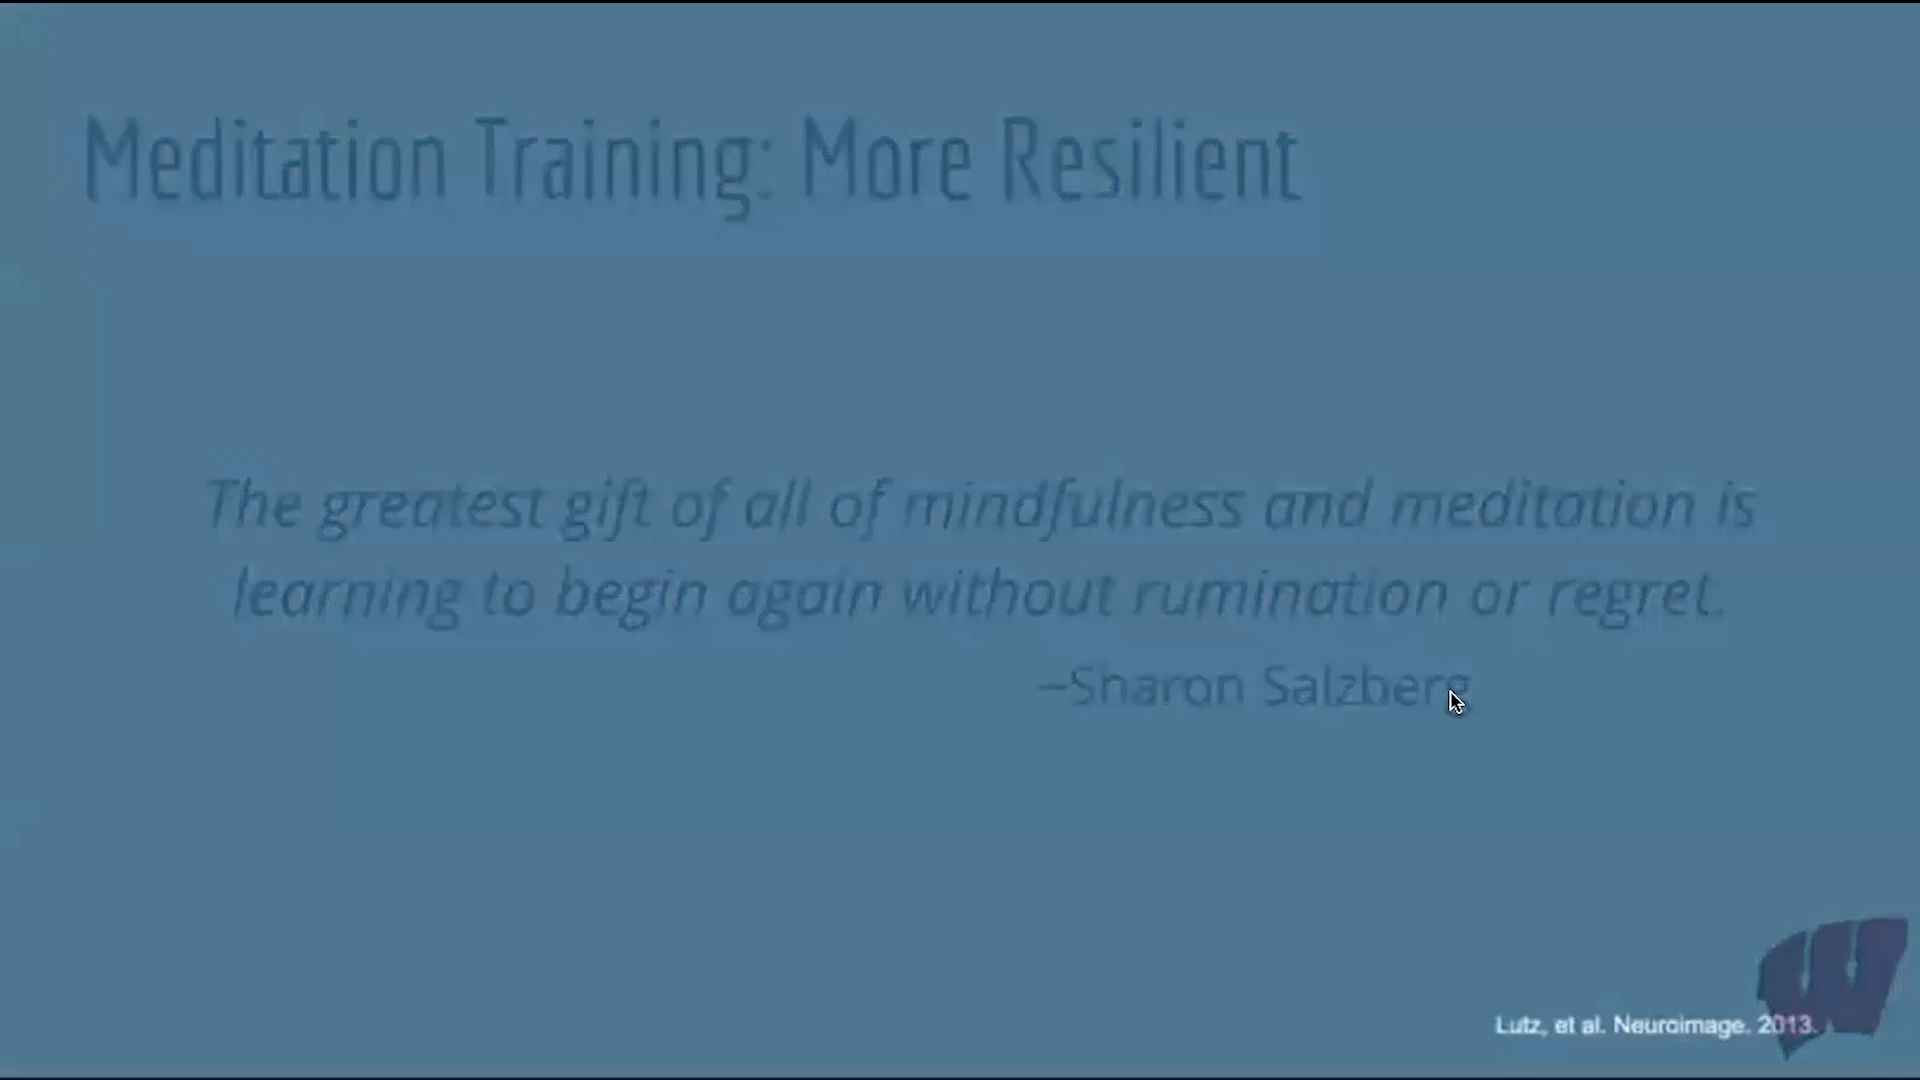 Meditation Training: More Resilient
The greatest gift of all of mindfulness and meditation is
learning to begin again without rumination or regret.
–Sharon Salzberg
W
Lutz, et al. Neuroimage. 2013.